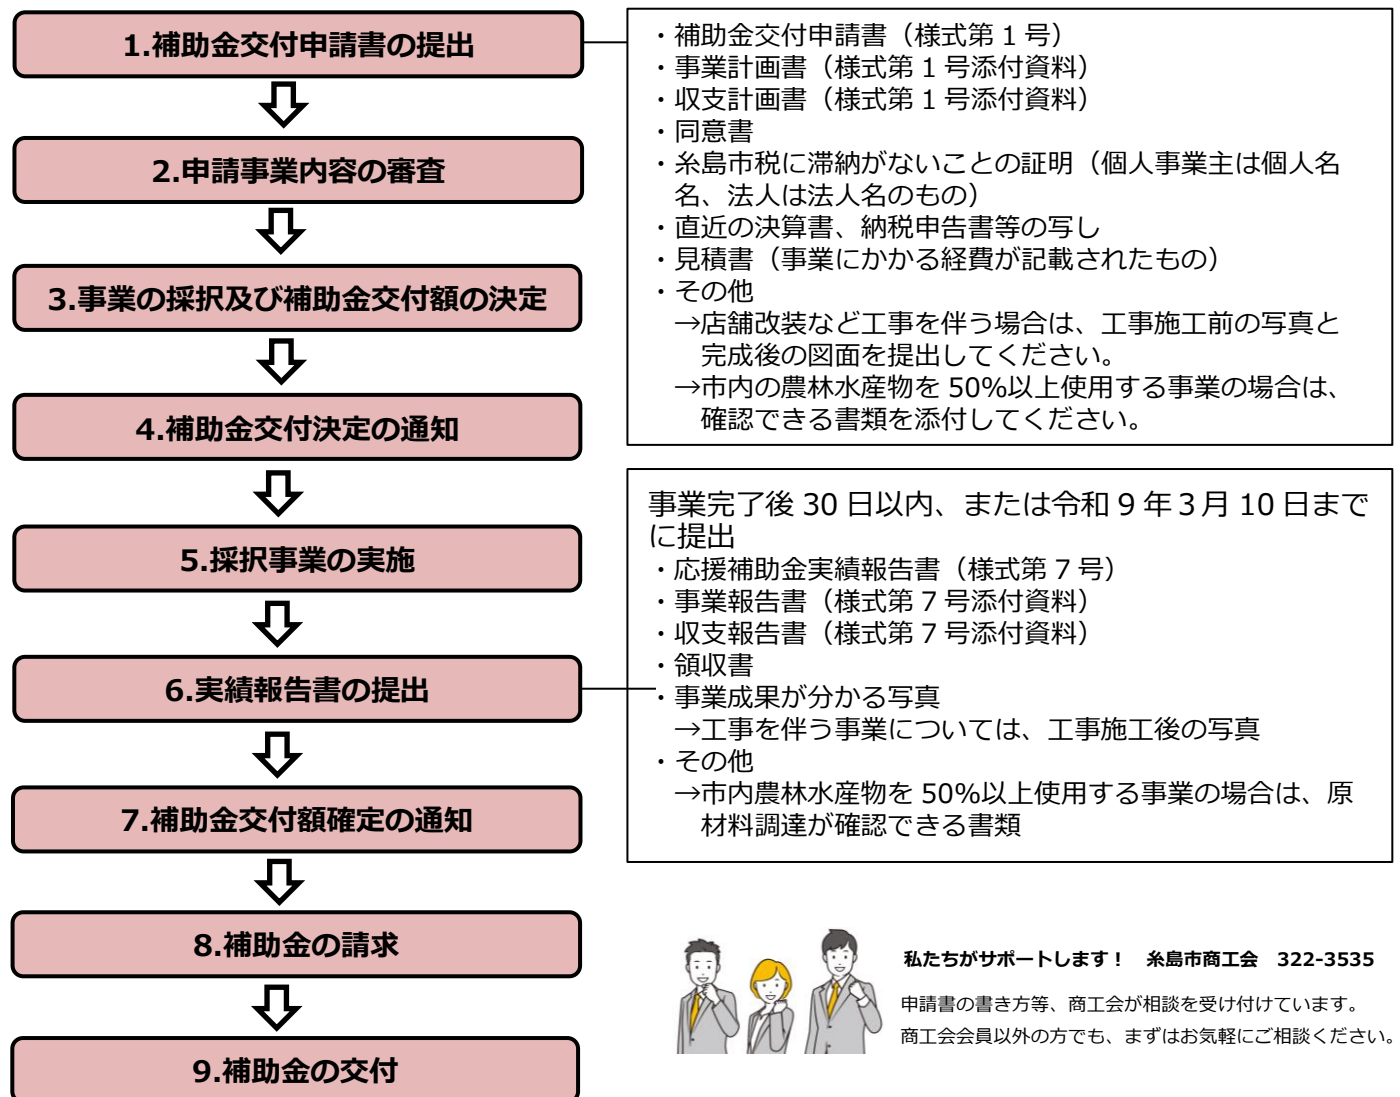 1.補助金交付申請書の提出
2.申請事業内容の審査
3.事業の採択及び補助金交付額の決定
4.補助金交付決定の通知
5.採択事業の実施
6.実績報告書の提出
7.補助金交付額確定の通知
8.補助金の請求
9.補助金の交付
・補助金交付申請書（様式第1号）
・事業計画書（様式第1号添付資料）
・収支計画書（様式第1号添付資料）
・同意書
・糸島市税に滞納がないことの証明（個人事業主は個人名
名、法人は法人名のもの）
・直近の決算書、納税申告書等の写し
・見積書（事業にかかる経費が記載されたもの）
・その他
→店舗改装など工事を伴う場合は、工事施工前の写真と
完成後の図面を提出してください。
→市内の農林水産物を50%以上使用する事業の場合は、
確認できる書類を添付してください。
事業完了後30日以内、または令和9年3月10日まで
に提出
・応援補助金実績報告書（様式第7号）
・事業報告書（様式第7号添付資料）
・収支報告書（様式第7号添付資料）
・領収書
・事業成果が分かる写真
→工事を伴う事業については、工事施工後の写真
・その他
→市内農林水産物を50%以上使用する事業の場合は、原
材料調達が確認できる書類
私たちがサポートします！　糸島市商工会　322-3535
申請書の書き方等、商工会が相談を受け付けています。
商工会会員以外の方でも、まずはお気軽にご相談ください。